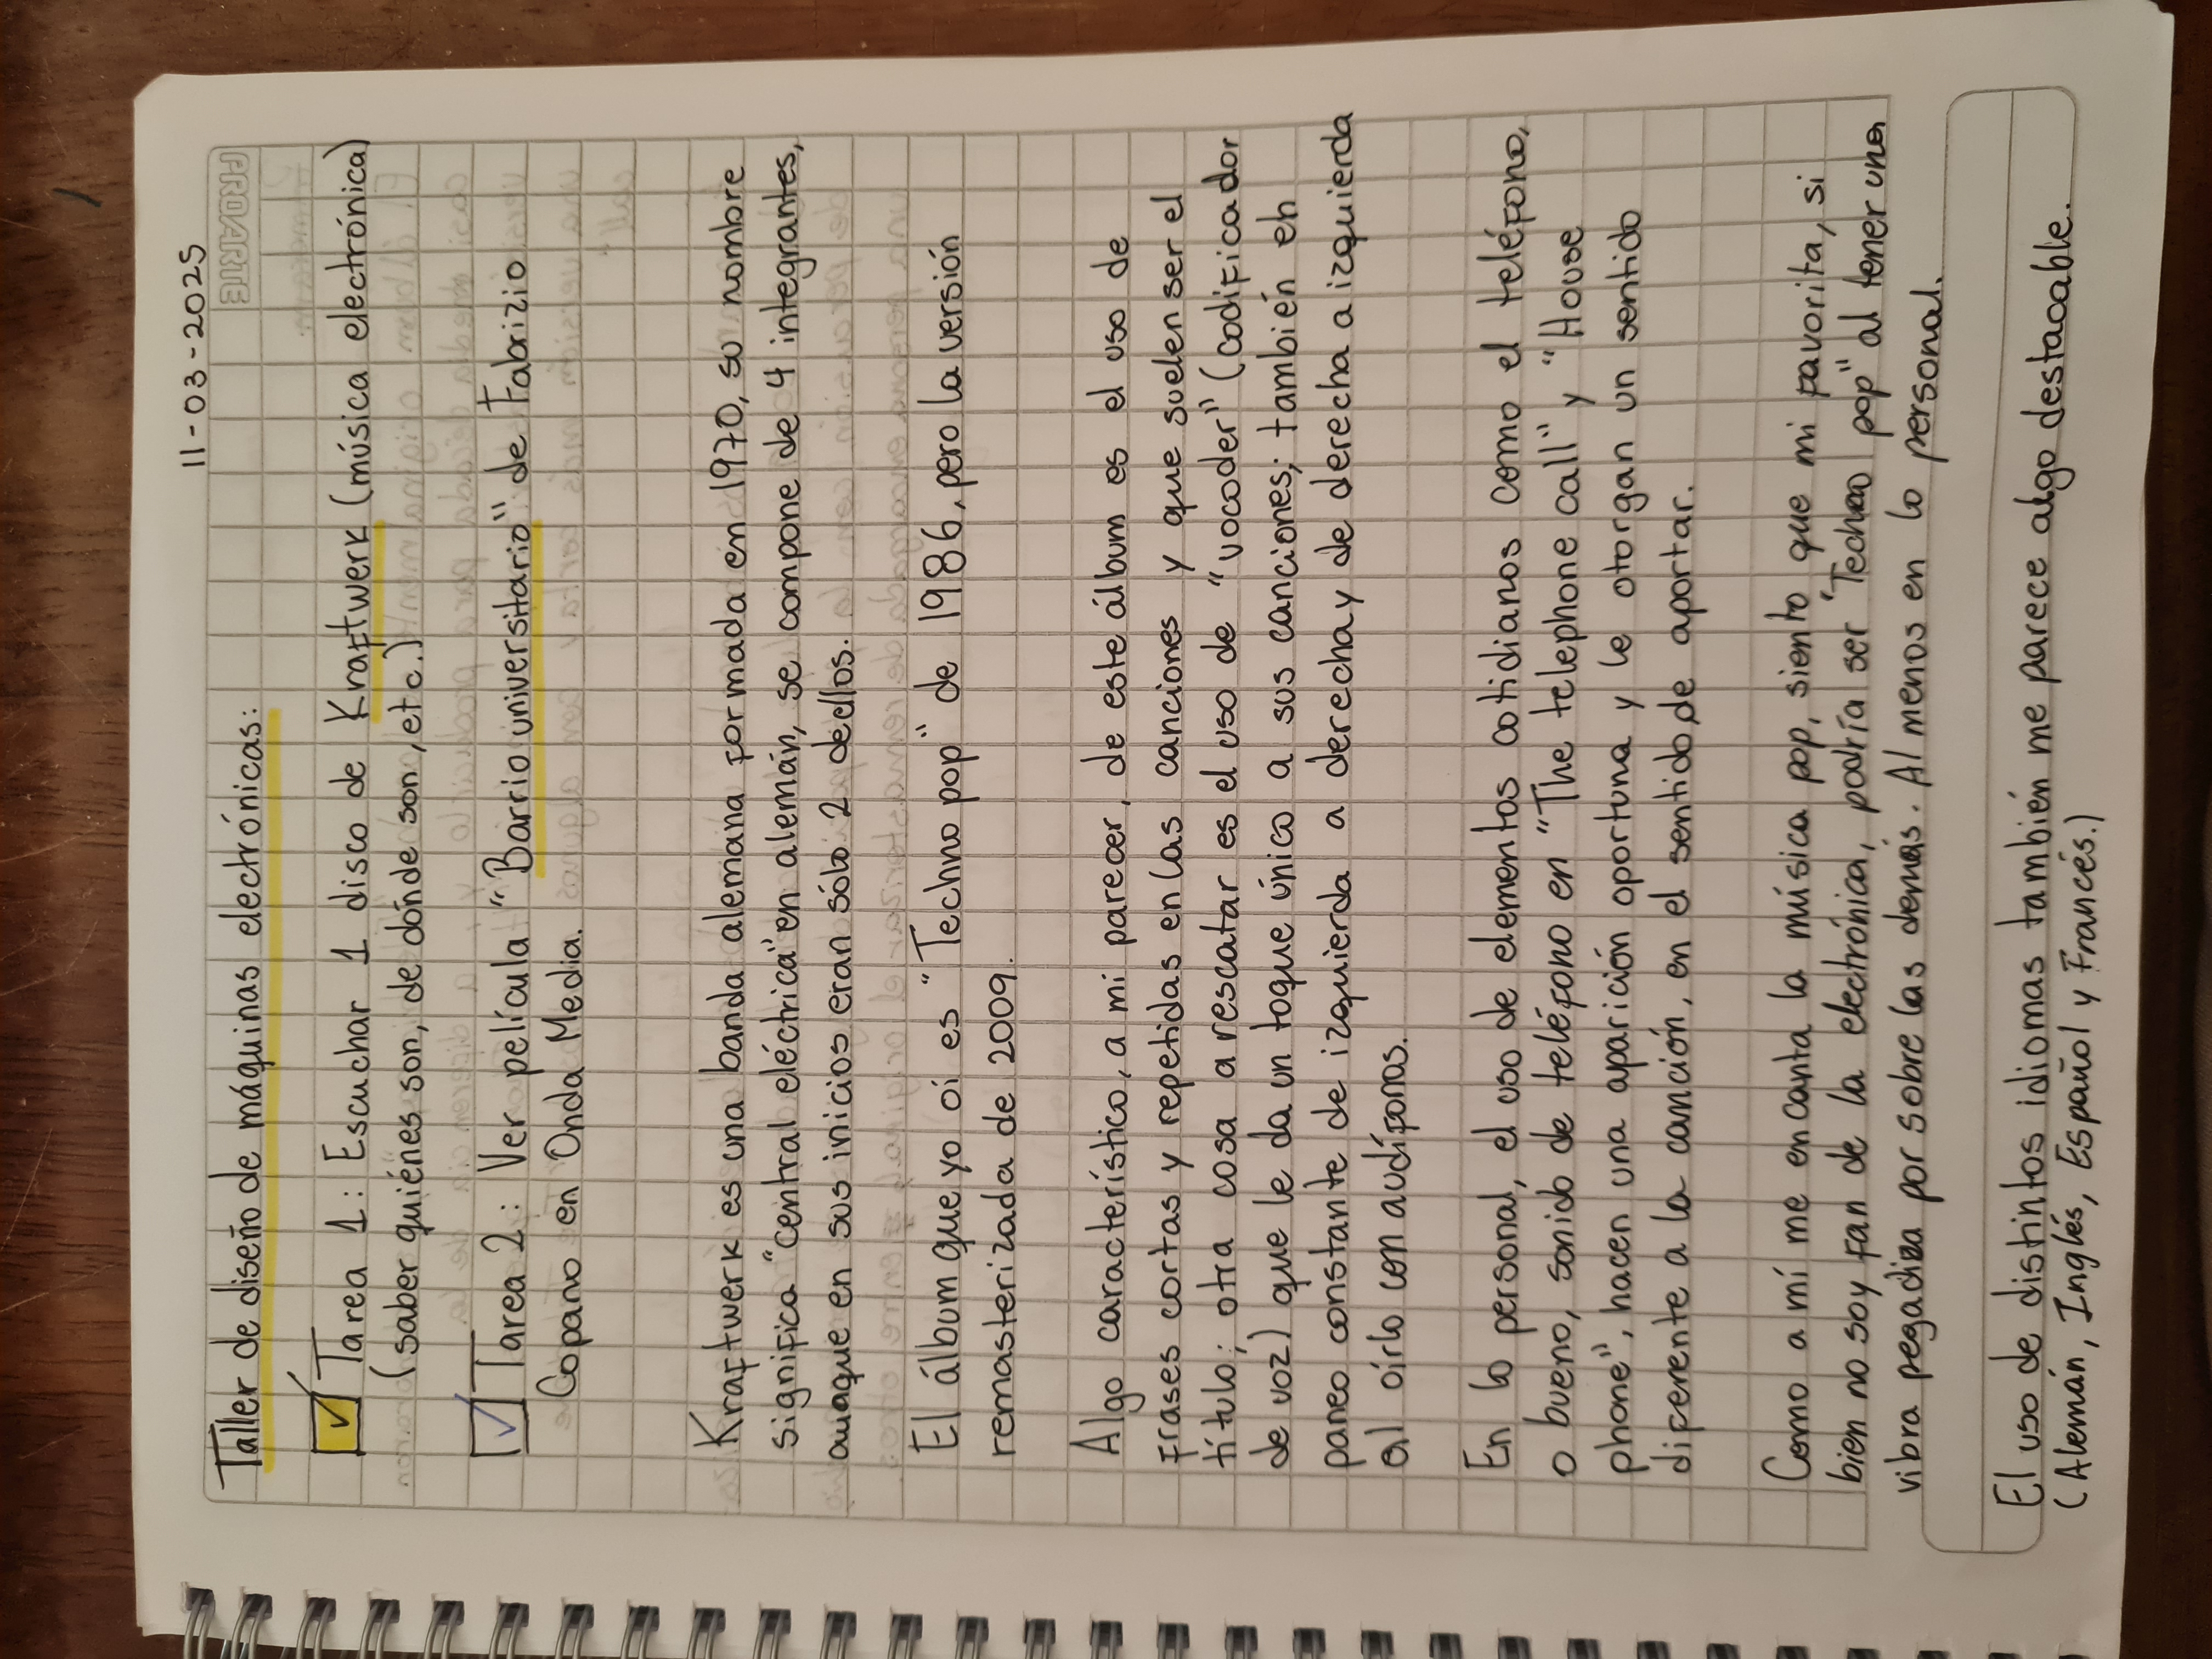 11-03-2025
PROARTE
Taller de diseño de máquinas electrónicas:
Tarea 1: Escuchar 1 disco de Kraftwerk (música electrónica)
(saber quiénes son, de dónde son, etc.)
Tarea 2: Ver película "Barrio universitario" de Fabrizio
Copano en Onda Media.
Kraftwerk es una banda alemana formada en 1970, su nombre
significa "central eléctrica" en alemán, se compone de 4 integrantes,
aunque en sus inicios eran sólo 2 de ellos.
El álbum que yo oí es "Techno pop" de 1986, pero la versión
remasterizada de 2009.
Algo característico, a mi parecer, de este álbum es el uso de
frases cortas y repetidas en las canciones y que suelen ser el
título; otra cosa a rescatar es el uso de "vocoder" (codificador
de voz) que le da un toque único a sus canciones; también eh
paneo constante de izquierda a derecha y de derecha a izquierda
al oírlo con audífonos.
En lo personal, el uso de elementos cotidianos como el teléfono,
o bueno, sonido de teléfono en "The telephone call" y "House
phone", hacen una aparición oportuna y le otorgan un sentido
diferente a la canción, en el sentido de aportar.
Como a mí me encanta la música pop, siento que mi favorita, si
bien no soy fan de la electrónica, podría ser "Techno pop" al tener una
vibra pegadiza por sobre las demás. Al menos en lo personal.
El uso de distintos idiomas también me parece algo destacable.
(Alemán, Inglés, Español y Francés.)